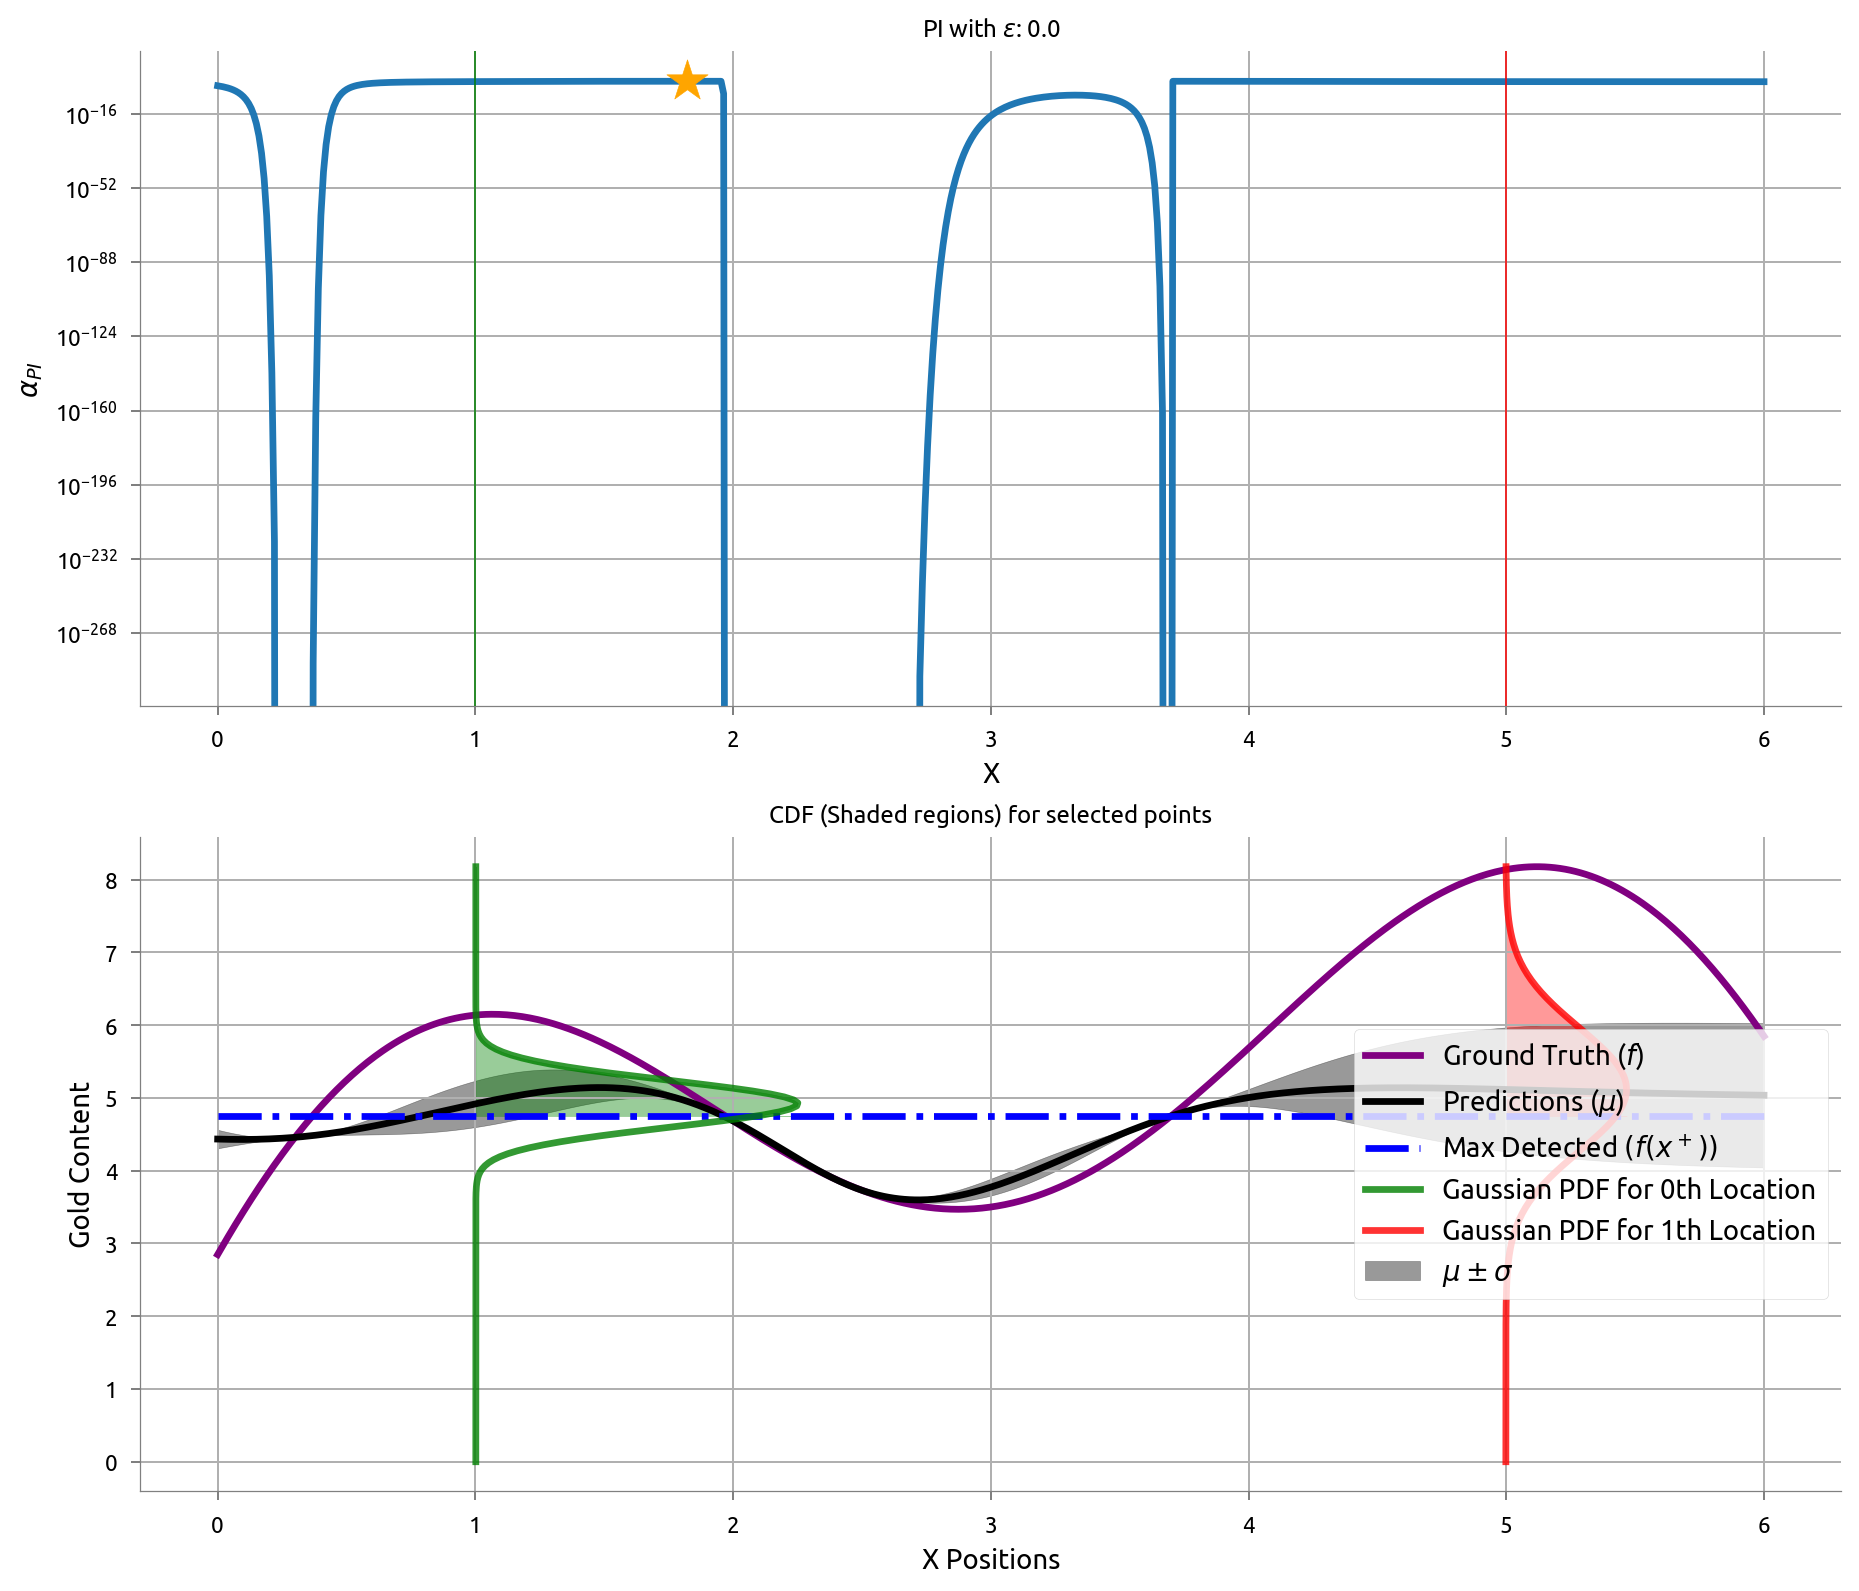 PI with ε: 0.0
10⁻¹⁶
10⁻⁵²
10⁻⁸⁸
10⁻¹²⁴
10⁻¹⁶⁰
10⁻¹⁹⁶
10⁻²³²
10⁻²⁶⁸
α_PI
0 1 2 3 4 5 6
X
CDF (Shaded regions) for selected points
8
7
6
5
4
3
2
1
0
Gold Content
Ground Truth (f)
Predictions (μ)
Max Detected (f(x⁺))
Gaussian PDF for 0th Location
Gaussian PDF for 1th Location
μ ± σ
0 1 2 3 4 5 6
X Positions